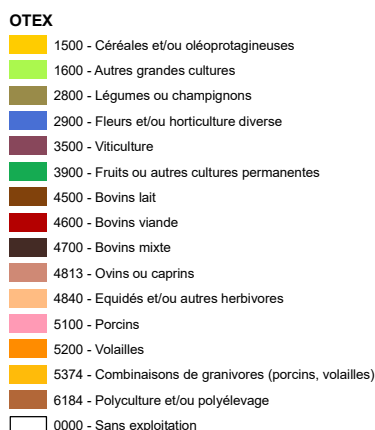 OTEX
1500 - Céréales et/ou oléoprotagineuses
1600 - Autres grandes cultures
2800 - Légumes ou champignons
2900 - Fleurs et/ou horticulture diverse
3500 - Viticulture
3900 - Fruits ou autres cultures permanentes
4500 - Bovins lait
4600 - Bovins viande
4700 - Bovins mixte
4813 - Ovins ou caprins
4840 - Equidés et/ou autres herbivores
5100 - Porcins
5200 - Volailles
5374 - Combinaisons de granivores (porcins, volailles)
6184 - Polyculture et/ou polyélevage
0000 - Sans exploitation